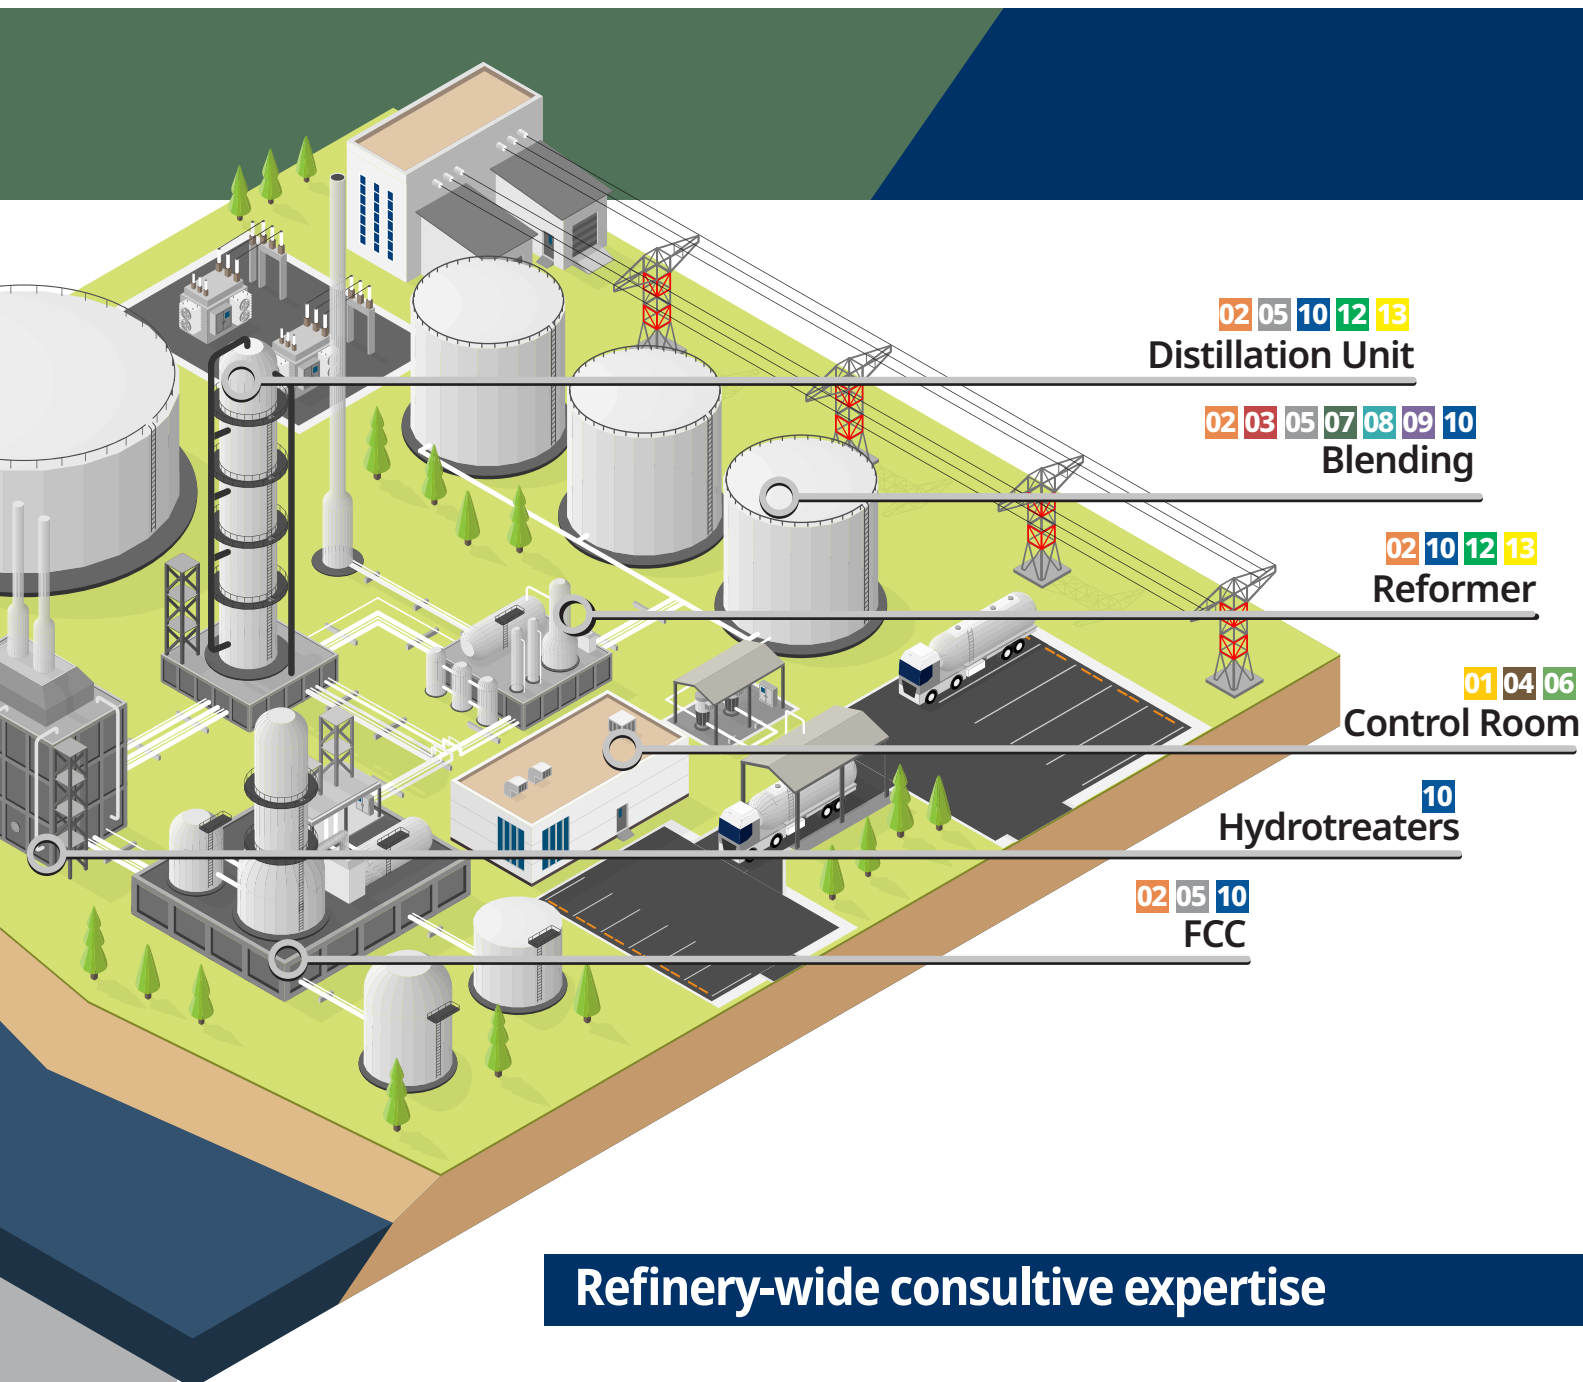 02 05 10 12 13
Distillation Unit
02 03 05 07 08 09 10
Blending
02 10 12 13
Reformer
01 04 06
Control Room
10
Hydrotreaters
02 05 10
FCC
Refinery-wide consultive expertise